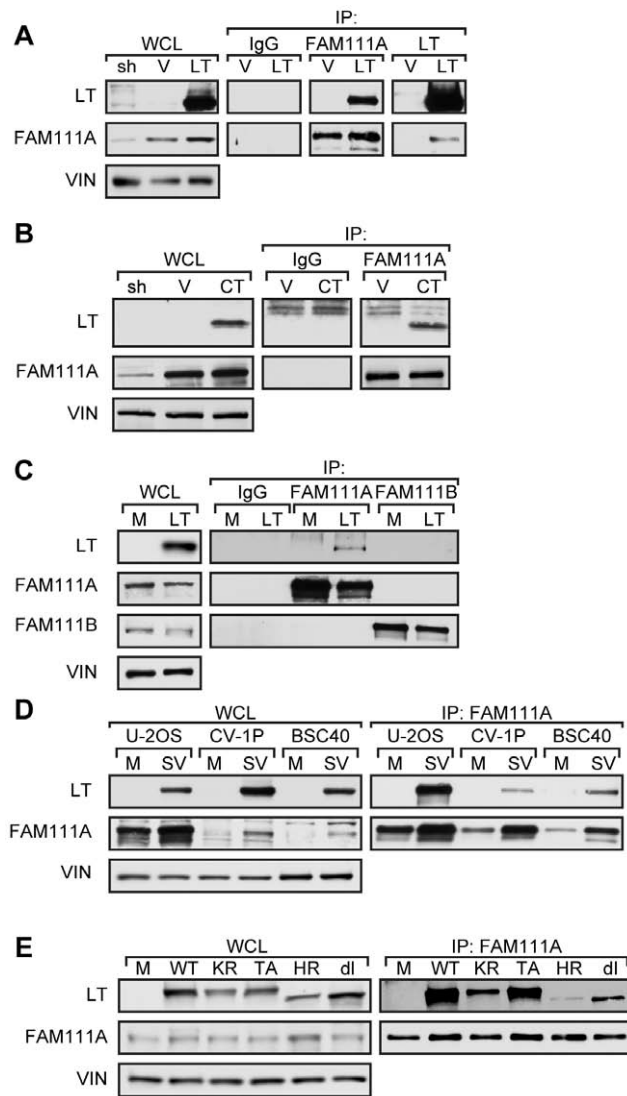 A
IP:
WCL IgG FAM111A LT
sh V LT V LT V LT V LT
LT
FAM111A
VIN
B
IP:
WCL IgG FAM111A
sh V CT V CT V CT
LT
FAM111A
VIN
C
IP:
WCL IgG FAM111A FAM111B
M LT M LT M LT M LT
LT
FAM111A
FAM111B
VIN
D
WCL IP: FAM111A
U-2OS CV-1P BSC40 U-2OS CV-1P BSC40
M SV M SV M SV M SV M SV M SV
LT
FAM111A
VIN
E
WCL IP: FAM111A
M WT KR TA HR dl M WT KR TA HR dl
LT
FAM111A
VIN